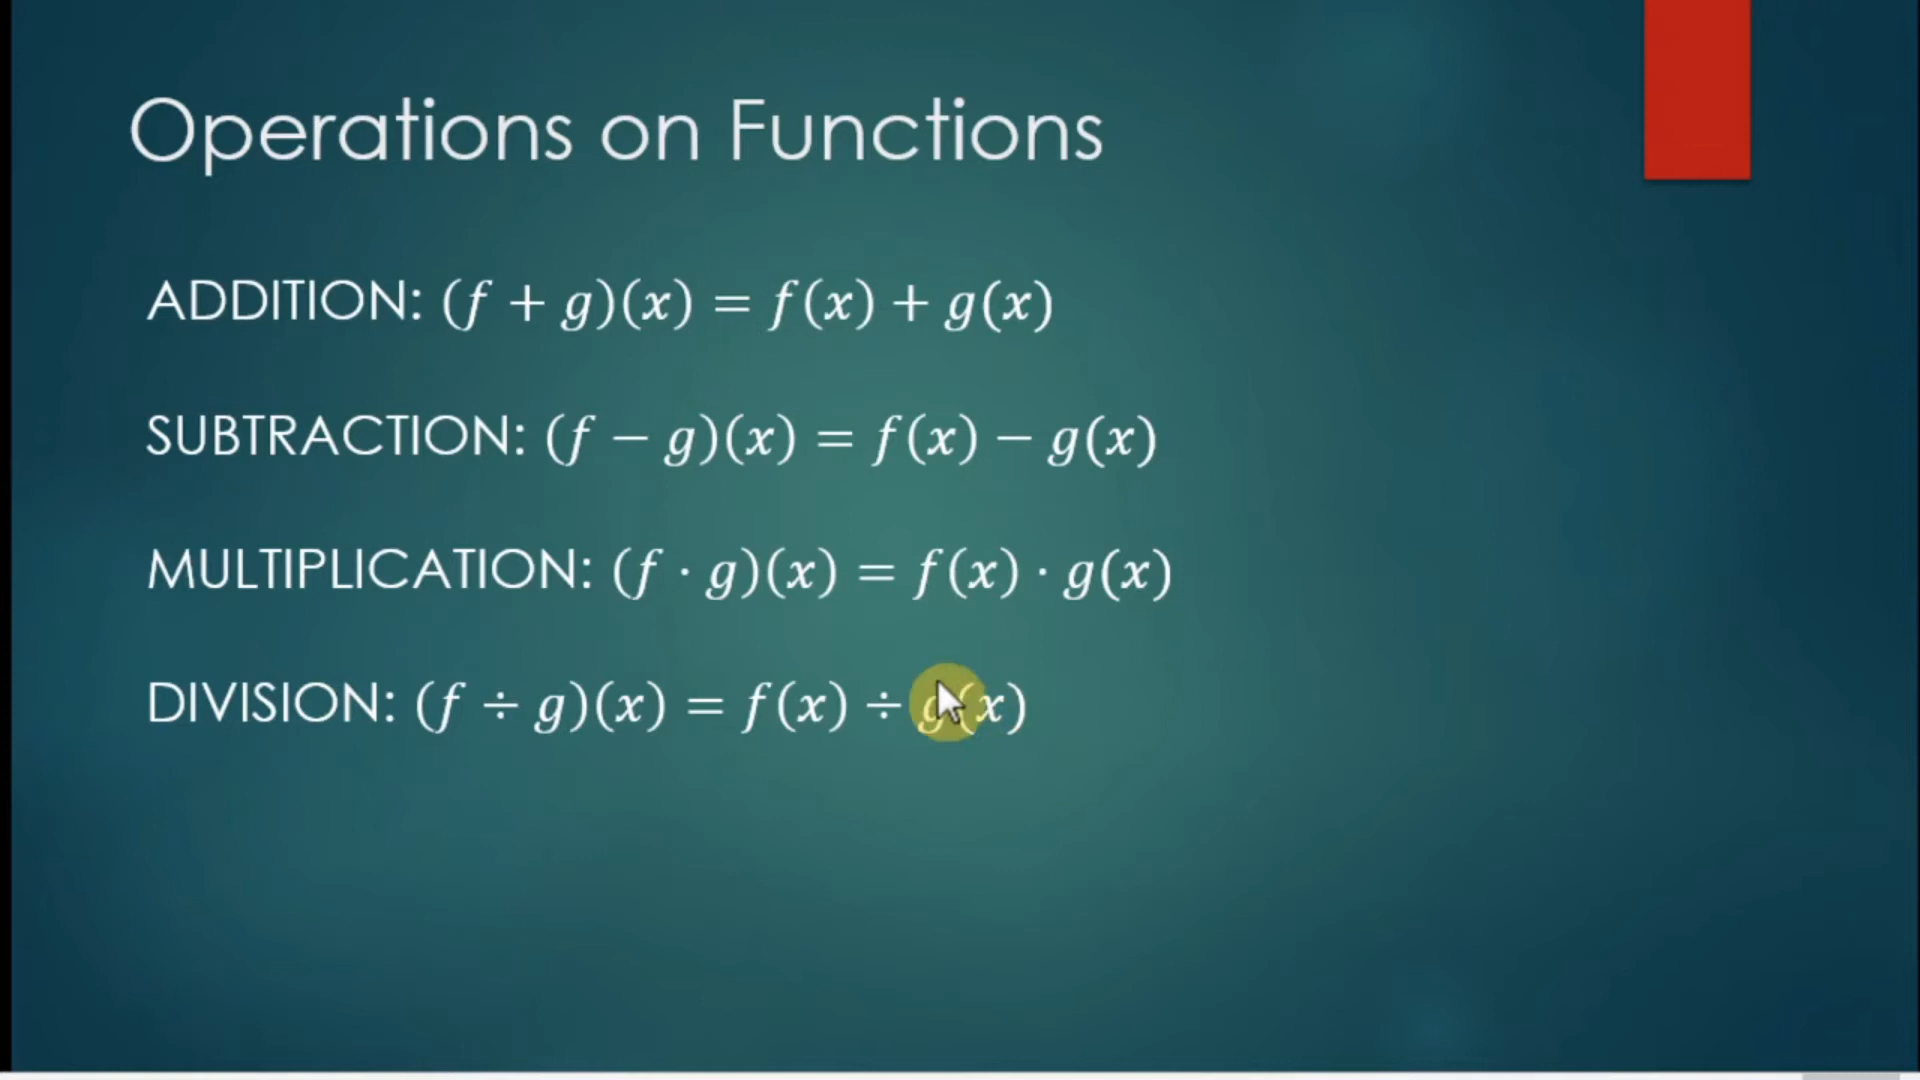 Operations on Functions
ADDITION: (f + g)(x) = f(x) + g(x)
SUBTRACTION: (f − g)(x) = f(x) − g(x)
MULTIPLICATION: (f · g)(x) = f(x) · g(x)
DIVISION: (f ÷ g)(x) = f(x) ÷ g(x)